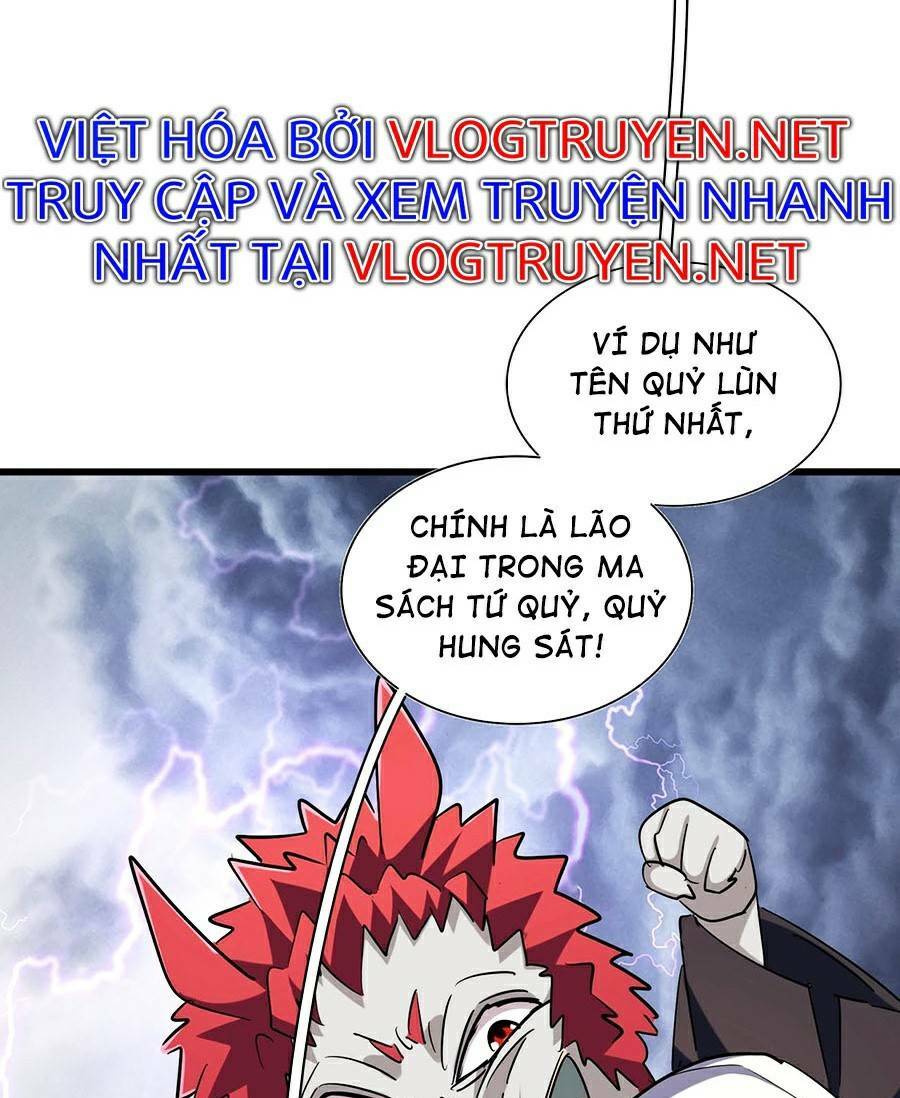 VIỆT HÓA BỞI VLOGTRUYEN.NET
TRUY CẬP VÀ XEM TRUYỆN NHANH
NHẤT TẠI VLOGTRUYEN.NET
VÍ DỤ NHƯ
TÊN QUỶ LÙN
THỨ NHẤT,
CHÍNH LÀ LÃO
ĐẠI TRONG MA
SÁCH TỨ QUỶ, QUỶ
HUNG SÁT!